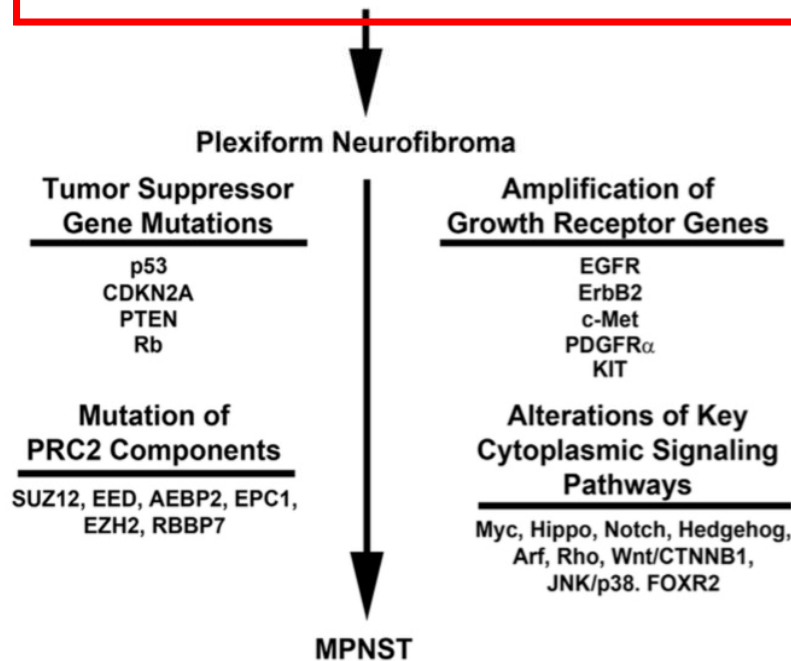 Plexiform Neurofibroma
Tumor Suppressor
Gene Mutations
p53
CDKN2A
PTEN
Rb
Amplification of
Growth Receptor Genes
EGFR
ErbB2
c-Met
PDGFRα
KIT
Mutation of
PRC2 Components
SUZ12, EED, AEBP2, EPC1,
EZH2, RBBP7
Alterations of Key
Cytoplasmic Signaling
Pathways
Myc, Hippo, Notch, Hedgehog,
Arf, Rho, Wnt/CTNNB1,
JNK/p38. FOXR2
MPNST